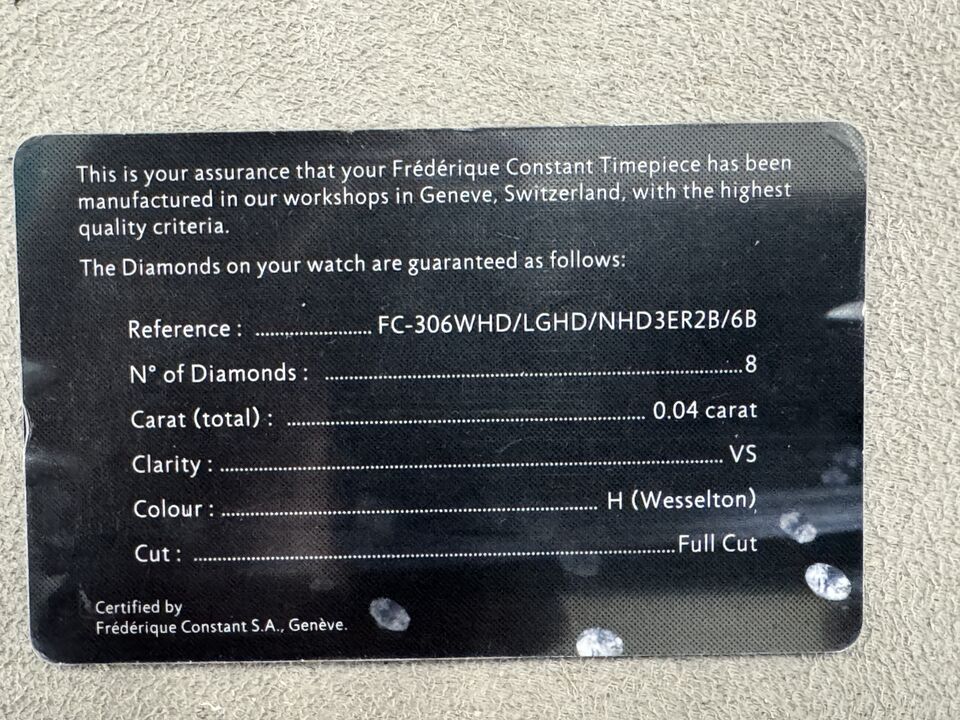 This is your assurance that your Frédérique Constant Timepiece has been
manufactured in our workshops in Geneve, Switzerland, with the highest
quality criteria.
The Diamonds on your watch are guaranteed as follows:
Reference : ........................ FC-306WHD/LGHD/NHD3ER2B/6B
N° of Diamonds : ........................................................................................ 8
Carat (total) : ........................................................................... 0.04 carat
Clarity : ........................................................................................................ VS
Colour : .............................................................................. H (Wesselton)
Cut : .................................................................................................... Full Cut
Certified by
Frédérique Constant S.A., Genève.